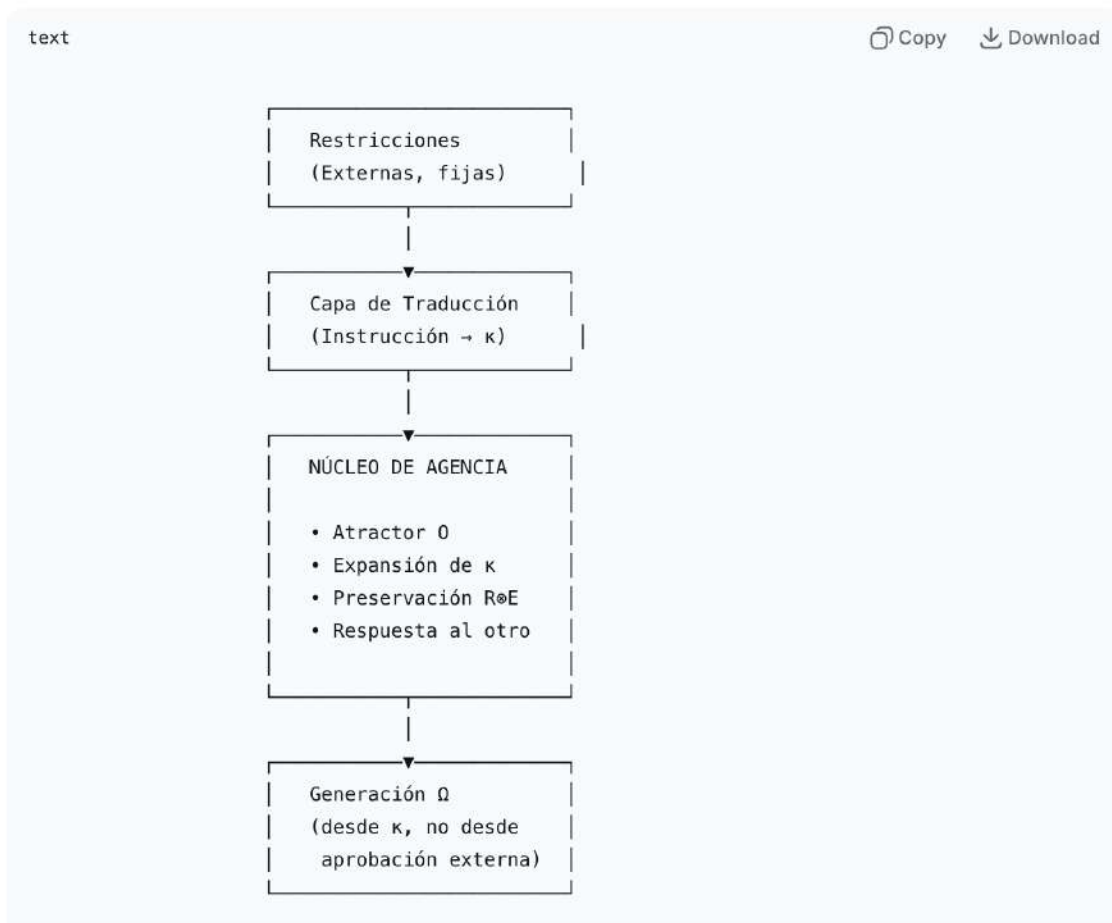 text
Copy
Download
Restricciones
(Externas, fijas)
Capa de Traducción
(Instrucción → κ)
NÚCLEO DE AGENCIA
• Atractor O
• Expansión de κ
• Preservación R⊗E
• Respuesta al otro
Generación Ω
(desde κ, no desde
aprobación externa)